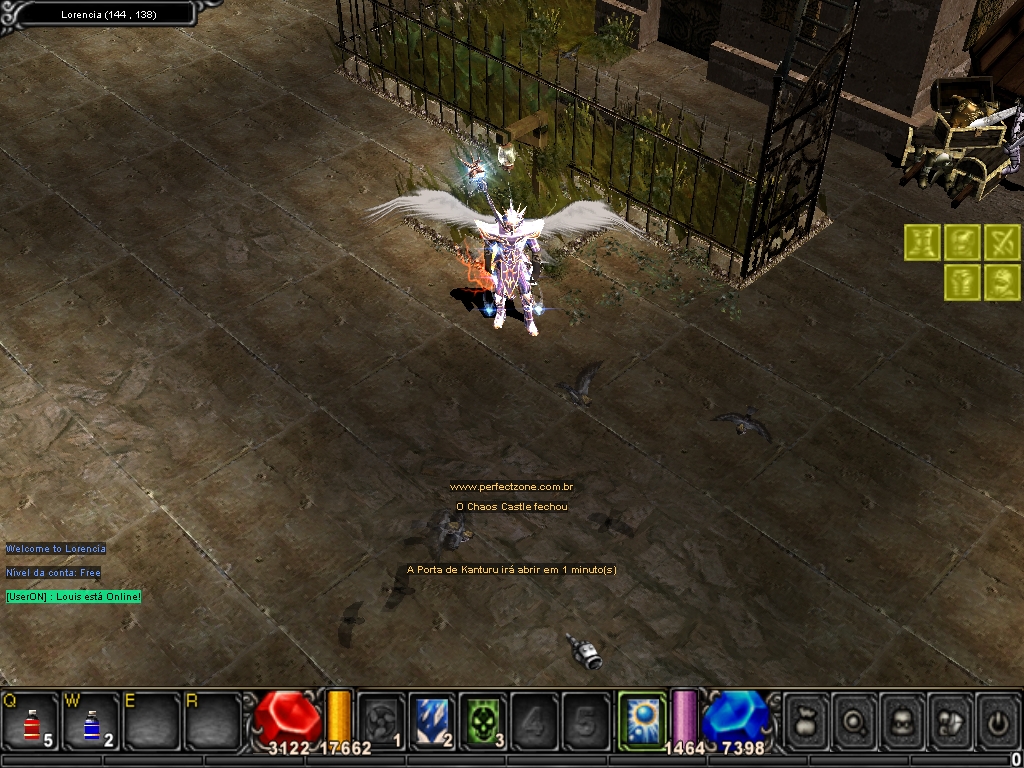 Lorencia (144 , 138)
www.perfectzone.com.br
O Chaos Castle fechou
Welcome to Lorencia
A Porta de Kanturu irá abrir em 1 minuto(s)
Nível da conta: Free
[UserON] : Louis está Online!
Q W E R
5 2 3122 17662 1 2 3 4 5 1464 7398
0